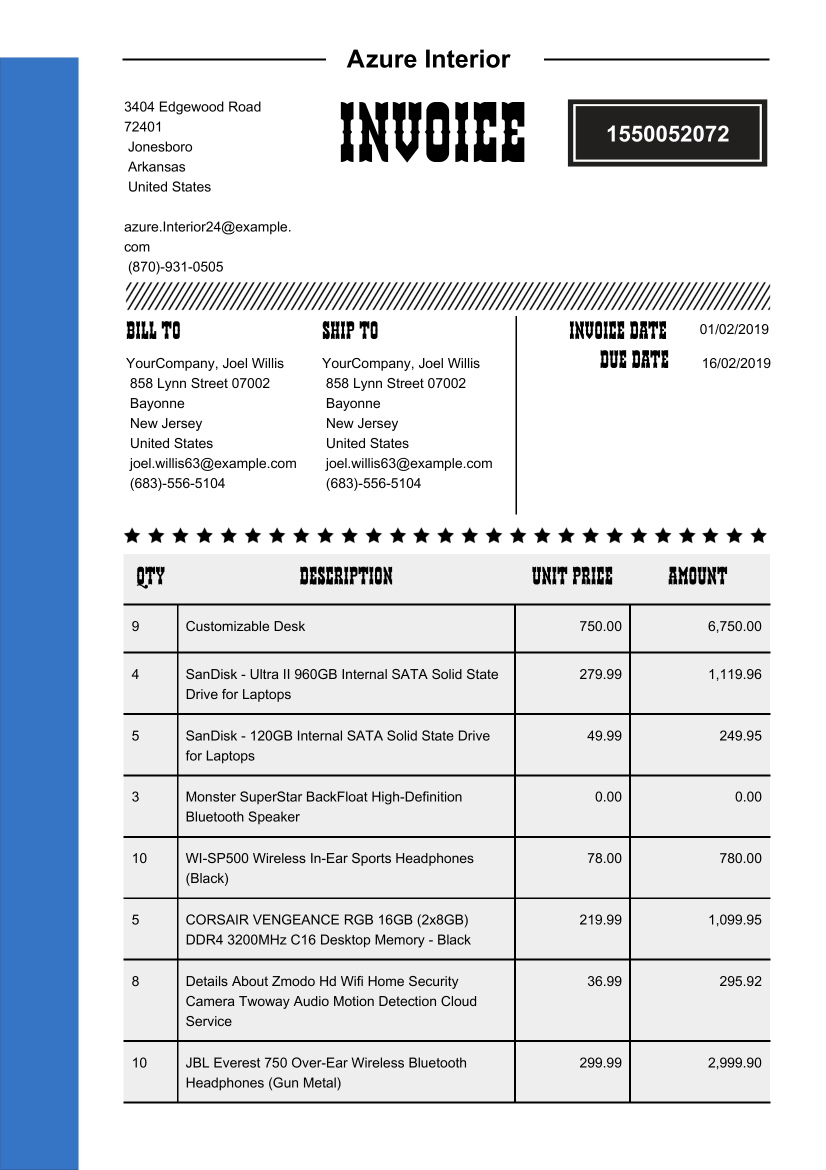 Azure Interior
3404 Edgewood Road
72401
Jonesboro
Arkansas
United States
azure.Interior24@example.
com
(870)-931-0505
INVOICE
1550052072
BILL TO
YourCompany, Joel Willis
858 Lynn Street 07002
Bayonne
New Jersey
United States
joel.willis63@example.com
(683)-556-5104
SHIP TO
YourCompany, Joel Willis
858 Lynn Street 07002
Bayonne
New Jersey
United States
joel.willis63@example.com
(683)-556-5104
INVOICE DATE 01/02/2019
DUE DATE 16/02/2019
QTY DESCRIPTION UNIT PRICE AMOUNT
9 Customizable Desk 750.00 6,750.00
4 SanDisk - Ultra II 960GB Internal SATA Solid State 279.99 1,119.96
Drive for Laptops
5 SanDisk - 120GB Internal SATA Solid State Drive 49.99 249.95
for Laptops
3 Monster SuperStar BackFloat High-Definition 0.00 0.00
Bluetooth Speaker
10 WI-SP500 Wireless In-Ear Sports Headphones 78.00 780.00
(Black)
5 CORSAIR VENGEANCE RGB 16GB (2x8GB) 219.99 1,099.95
DDR4 3200MHz C16 Desktop Memory - Black
8 Details About Zmodo Hd Wifi Home Security 36.99 295.92
Camera Twoway Audio Motion Detection Cloud
Service
10 JBL Everest 750 Over-Ear Wireless Bluetooth 299.99 2,999.90
Headphones (Gun Metal)